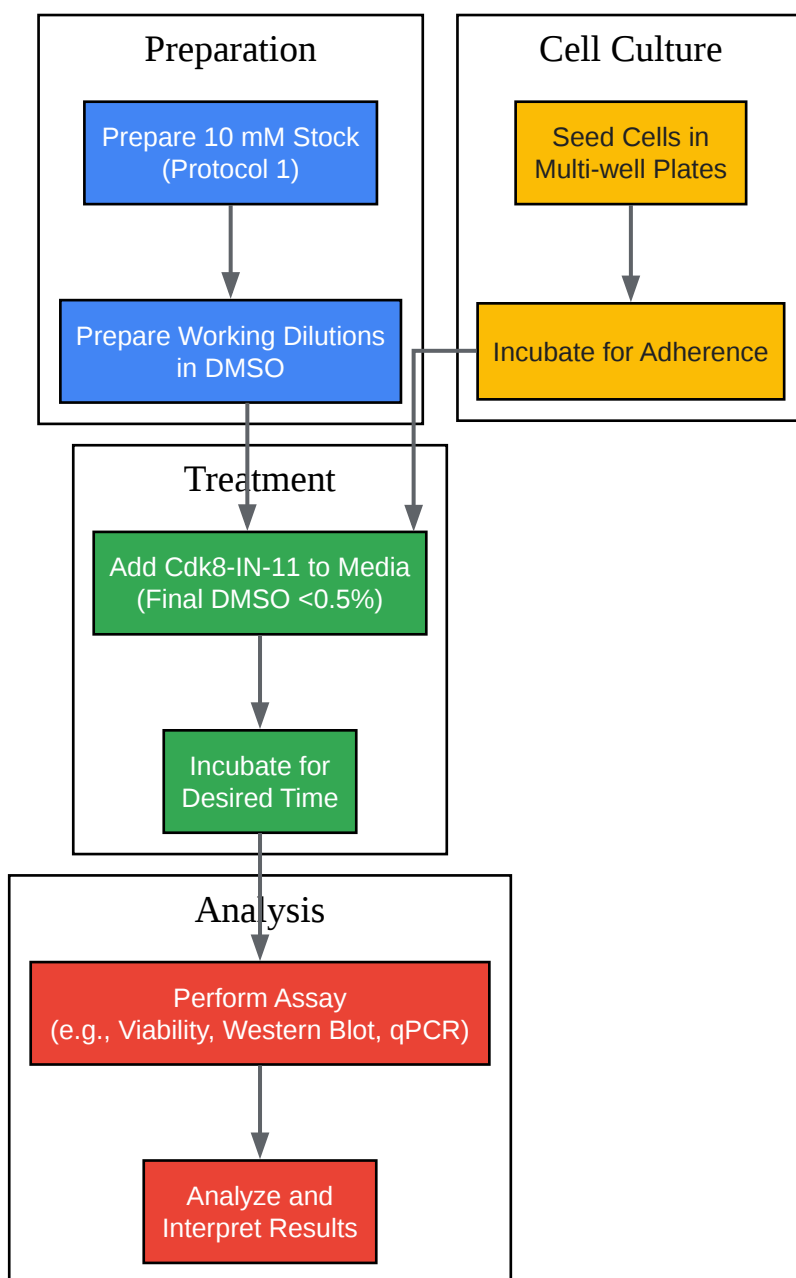 Preparation
Prepare 10 mM Stock
(Protocol 1)
Prepare Working Dilutions
in DMSO
Cell Culture
Seed Cells in
Multi-well Plates
Incubate for Adherence
Treatment
Add Cdk8-IN-11 to Media
(Final DMSO <0.5%)
Incubate for
Desired Time
Analysis
Perform Assay
(e.g., Viability, Western Blot, qPCR)
Analyze and
Interpret Results